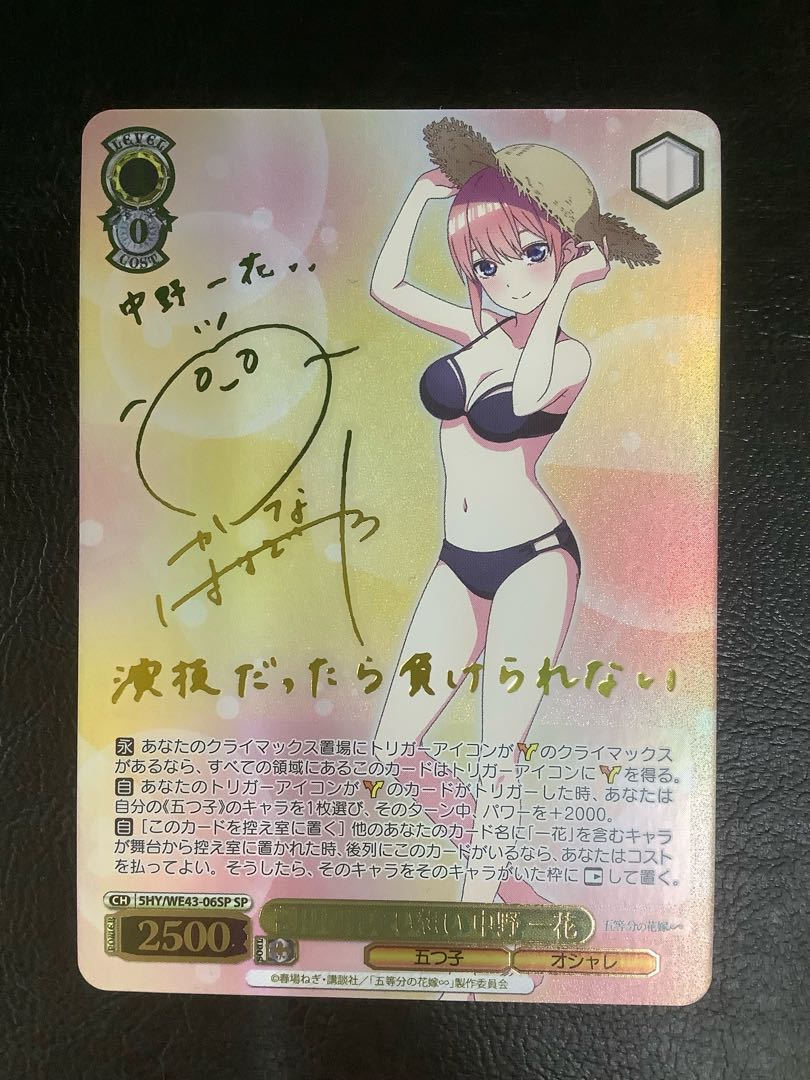 LEVEL
0
COST
中野一花
はなざわ
かな
演技だったら負けられない
永 あなたのクライマックス置場にトリガーアイコンがのクライマックス
があるなら、すべての領域にあるこのカードはトリガーアイコンにを得る。
自 あなたのトリガーアイコンがのカードがトリガーした時、あなたは
自分の《五つ子》のキャラを1枚選び、そのターン中、パワーを+2000。
自 [このカードを控え室に置く] 他のあなたのカード名に「一花」を含むキャラ
が舞台から控え室に置かれた時、後列にこのカードがいるなら、あなたはコスト
を払ってよい。そうしたら、そのキャラをそのキャラがいた枠に して置く。
CH 5HY/WE43-06SP SP
中野 一花
五等分の花嫁∞
POWER 2500 SOUL
五つ子 オシャレ
©春場ねぎ・講談社／「五等分の花嫁∞」製作委員会